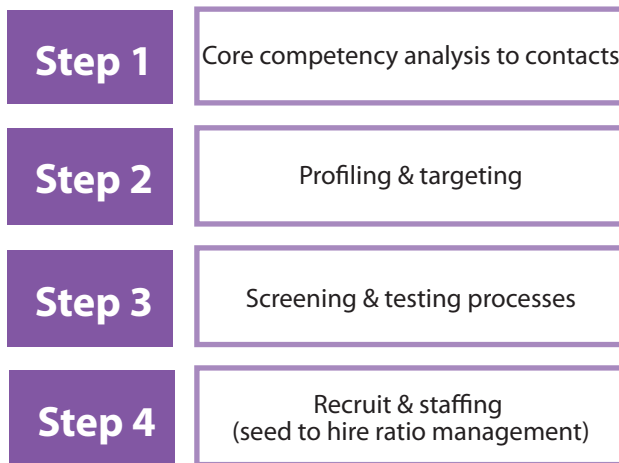 Step 1
Core competency analysis to contacts
Step 2
Profiling & targeting
Step 3
Screening & testing processes
Step 4
Recruit & staffing
(seed to hire ratio management)